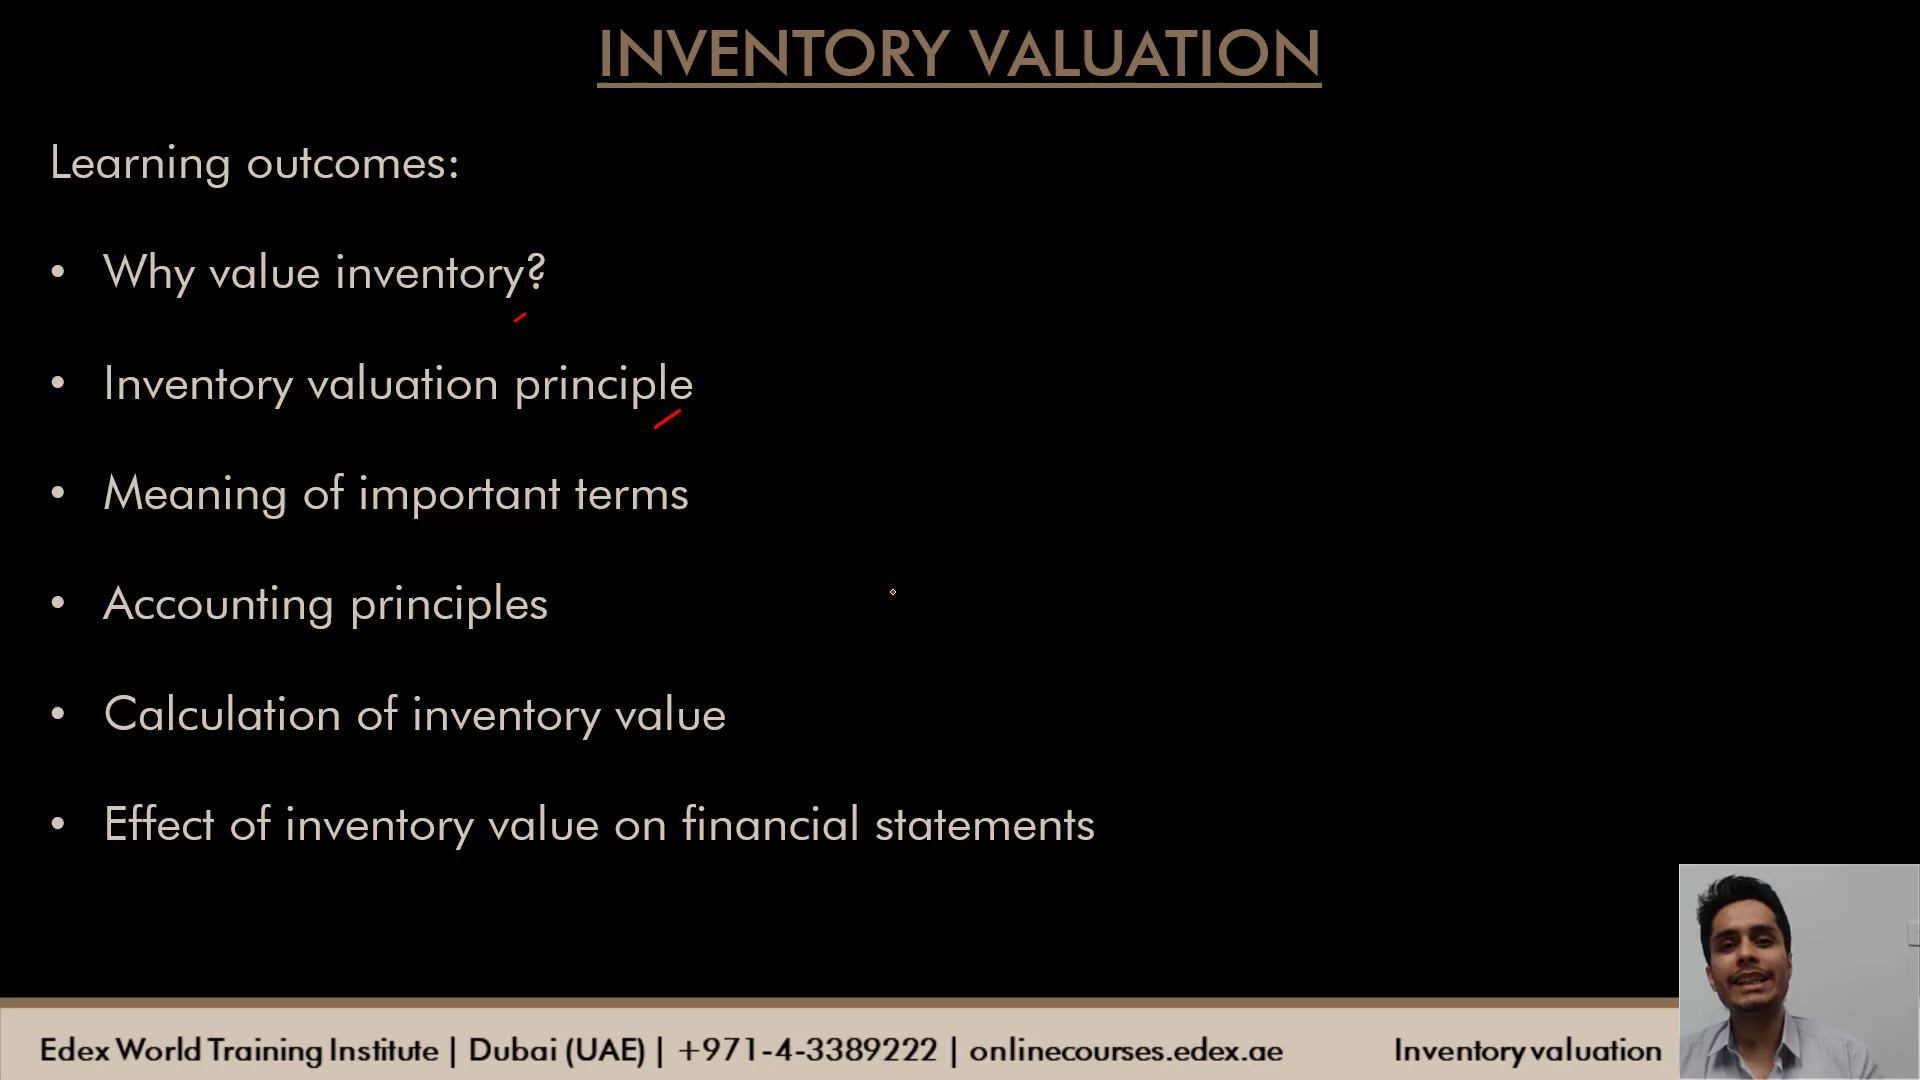 INVENTORY VALUATION
Learning outcomes:
• Why value inventory?
• Inventory valuation principle
• Meaning of important terms
• Accounting principles
• Calculation of inventory value
• Effect of inventory value on financial statements
Edex World Training Institute | Dubai (UAE) | +971-4-3389222 | onlinecourses.edex.ae Inventory valuation